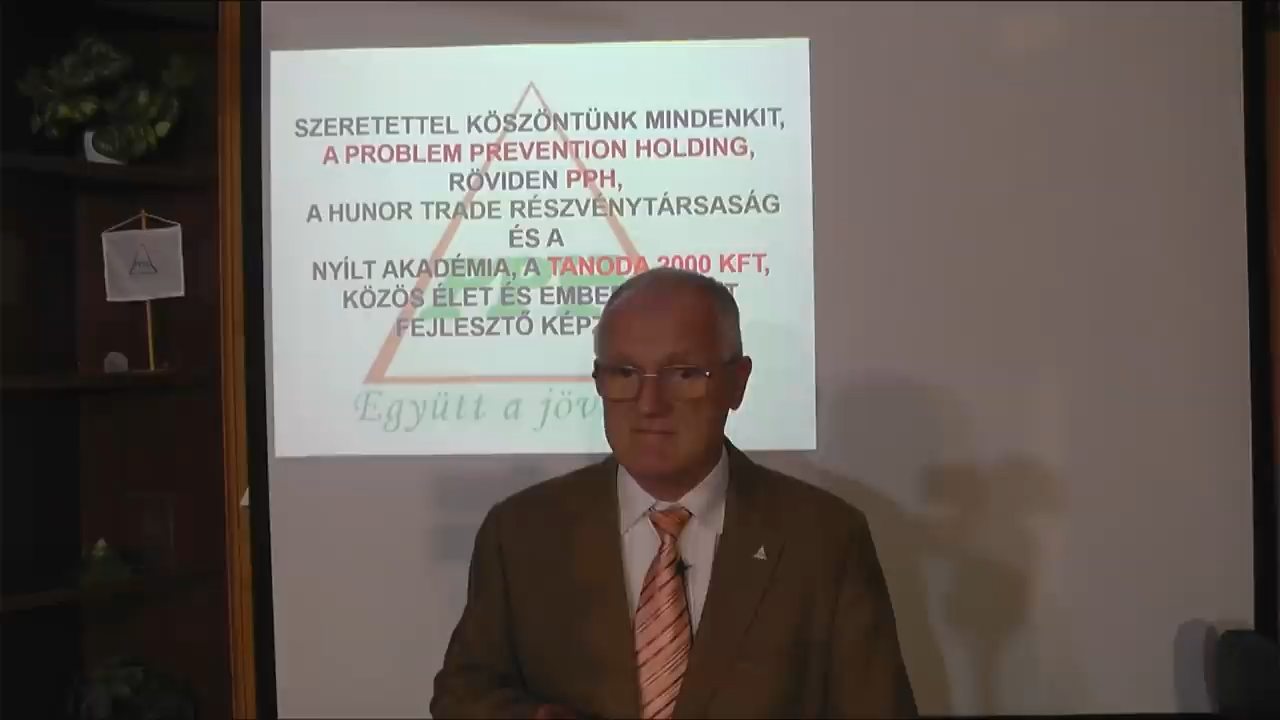 SZERETETTEL KÖSZÖNTÜNK MINDENKIT,
A PROBLEM PREVENTION HOLDING,
RÖVIDEN PPH,
A HUNOR TRADE RÉSZVÉNYTÁRSASÁG
ÉS A
NYÍLT AKADÉMIA, A TANODA 2000 KFT,
KÖZÖS ÉLET ÉS
FEJLESZTŐ
Együtt a